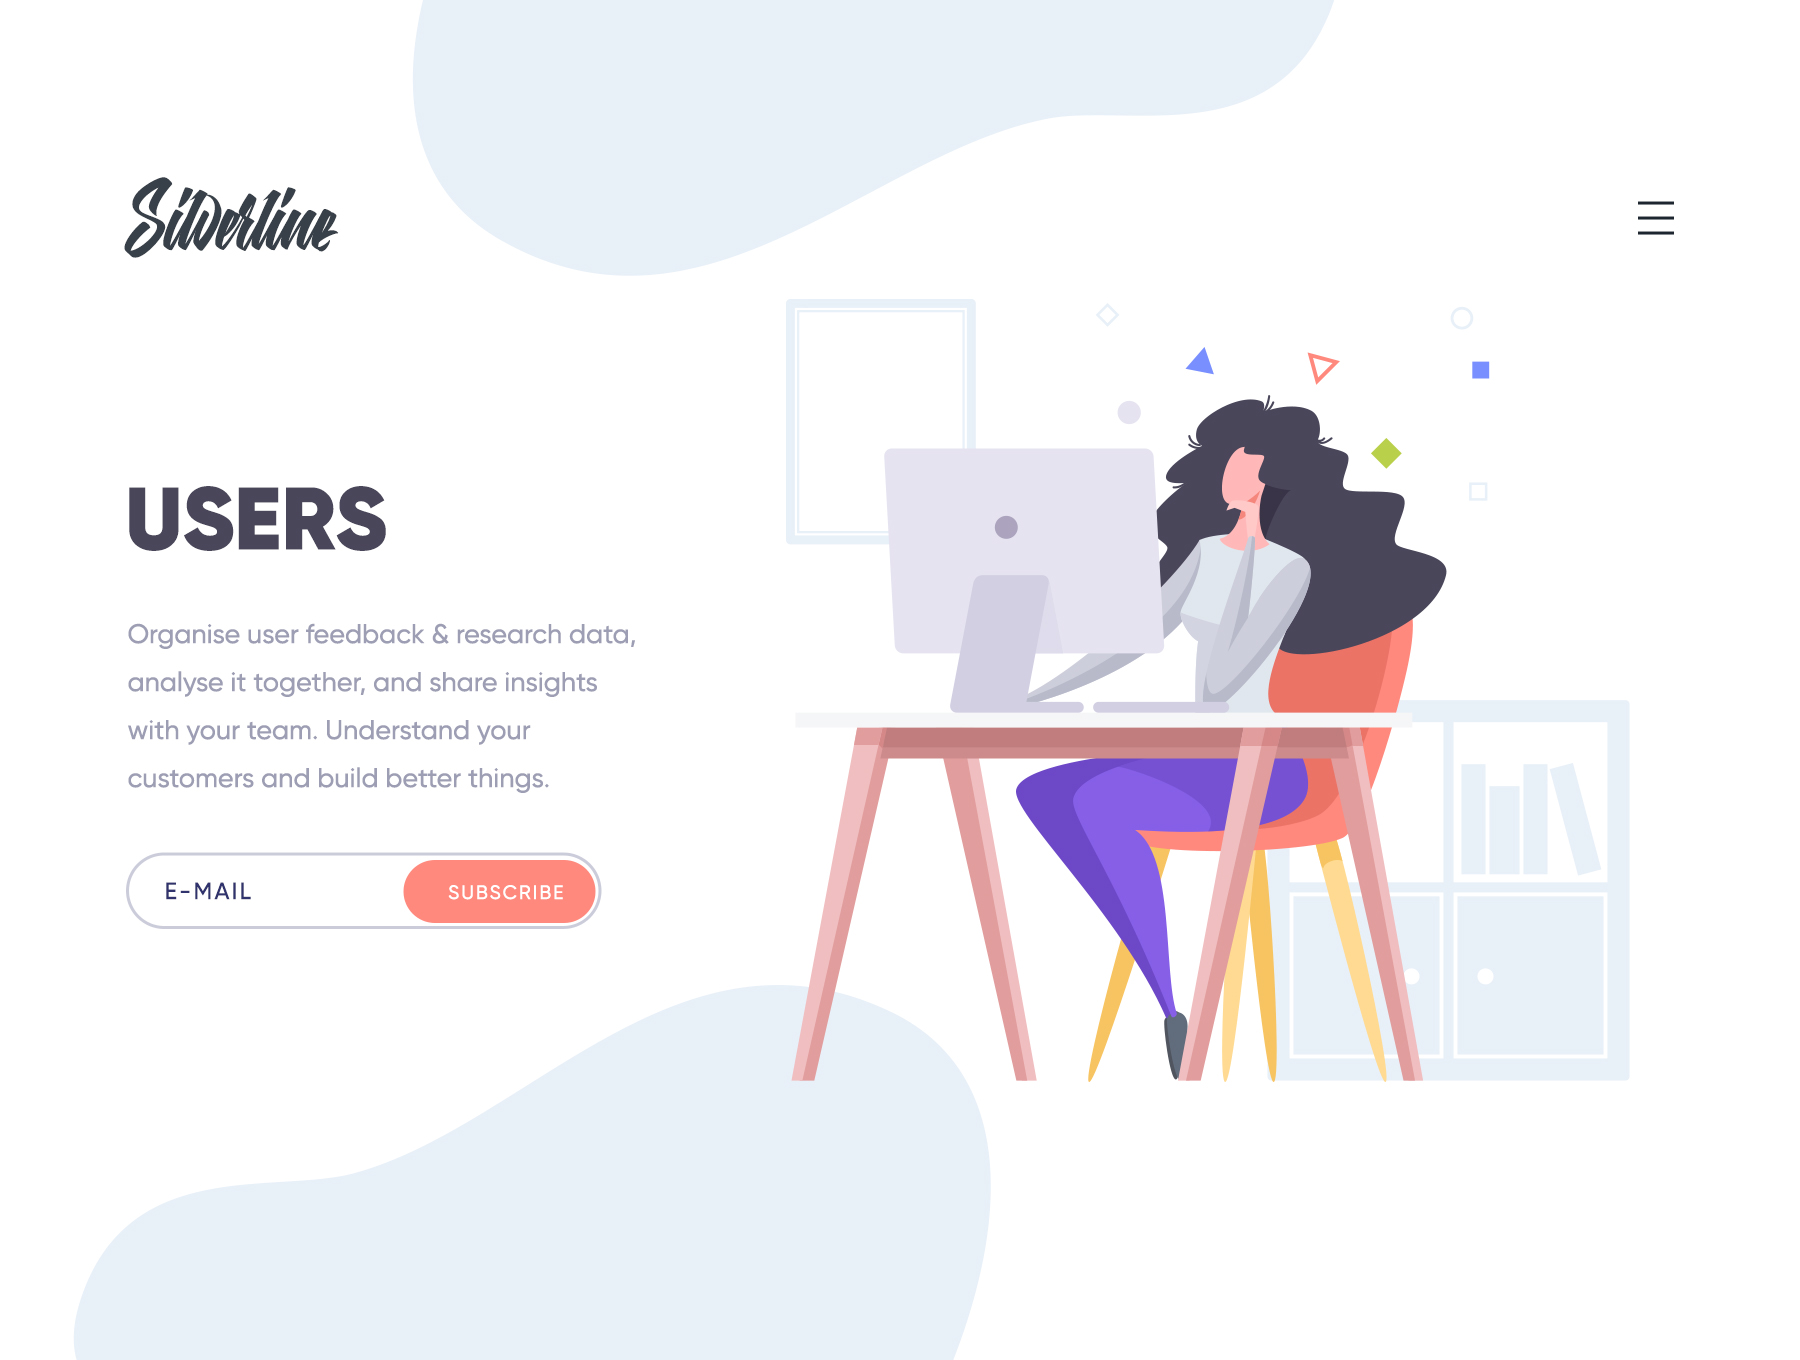 Silverline
USERS
Organise user feedback & research data,
analyse it together, and share insights
with your team. Understand your
customers and build better things.
E-MAIL
SUBSCRIBE